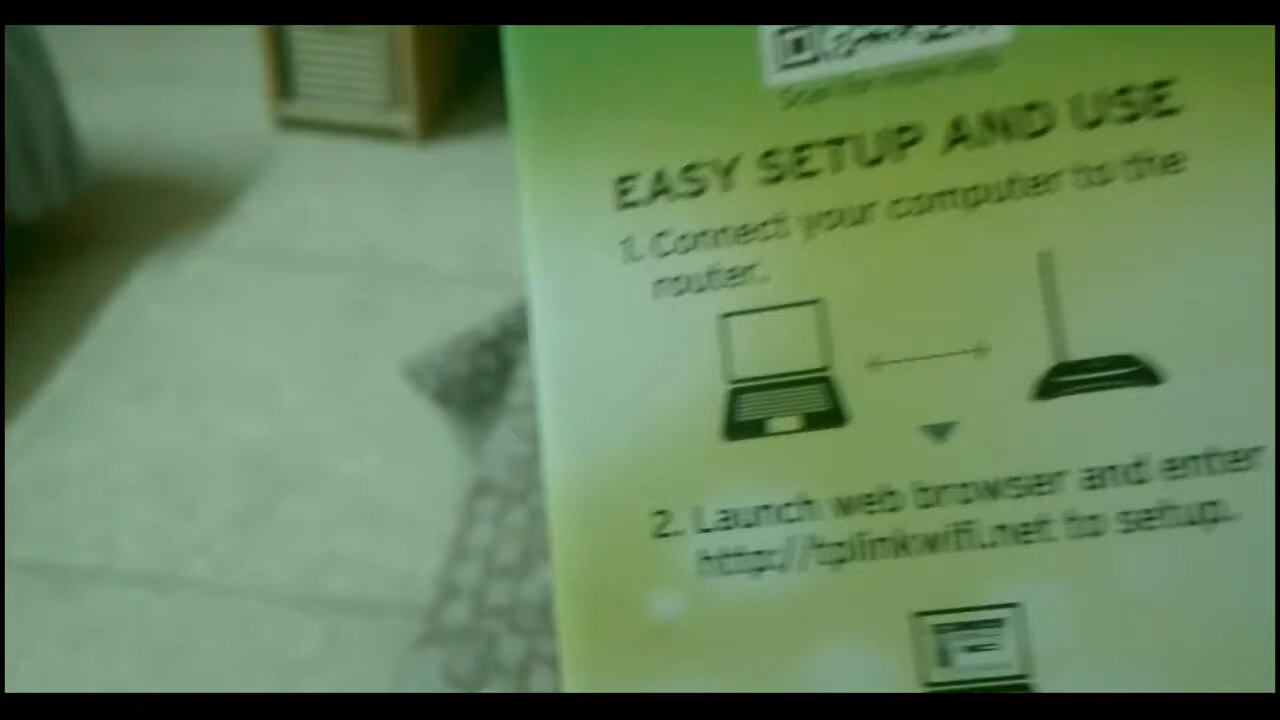 EASY SETUP AND USE
1. Connect your computer to the
router.
2. Launch web browser and enter
http://tplinkwifi.net to setup.